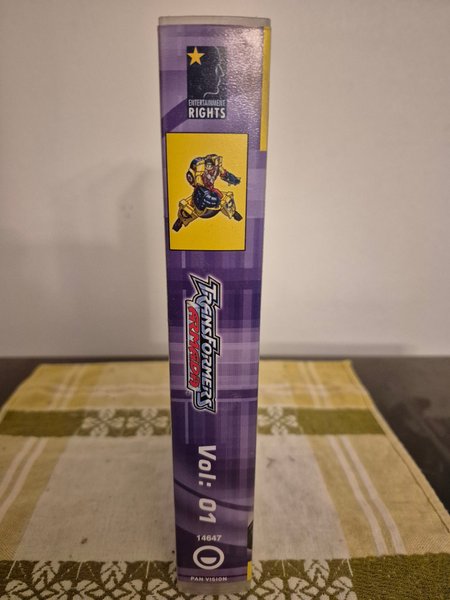 ENTERTAINMENT
RIGHTS
TRANSFORMERS
ARMADA
Vol: 01
14647
PAN VISION